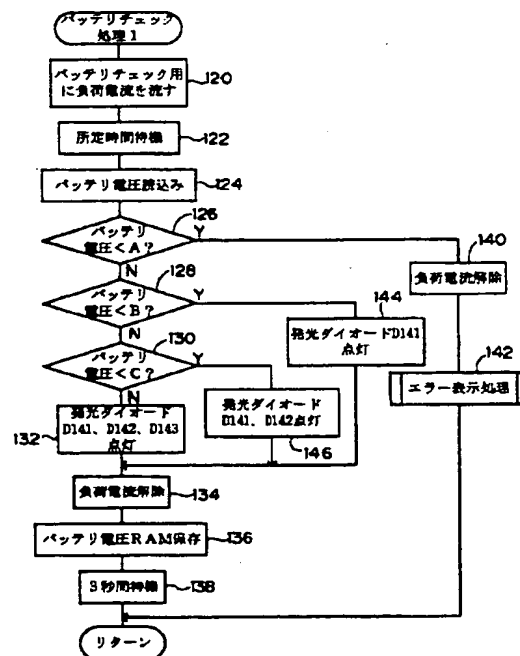 バッテリチェック
処理1
バッテリチェック用
に負荷電流を流す
120
所定時間待機
122
バッテリ電圧読込み
124
バッテリ
電圧<A?
126
Y
N
バッテリ
電圧<B?
128
Y
N
バッテリ
電圧<C?
130
Y
N
発光ダイオード
D141、D142、D143
点灯
132
発光ダイオード
D141、D142点灯
146
発光ダイオードD141
点灯
144
負荷電流解除
140
エラー表示処理
142
負荷電流解除
134
バッテリ電圧RAM保存
136
3秒間待機
138
リターン